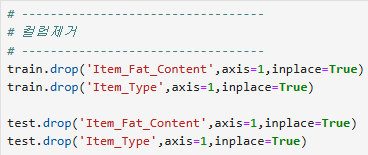 # ---------------------------------
# 컬럼제거
# ---------------------------------
train.drop('Item_Fat_Content',axis=1,inplace=True)
train.drop('Item_Type',axis=1,inplace=True)
test.drop('Item_Fat_Content',axis=1,inplace=True)
test.drop('Item_Type',axis=1,inplace=True)